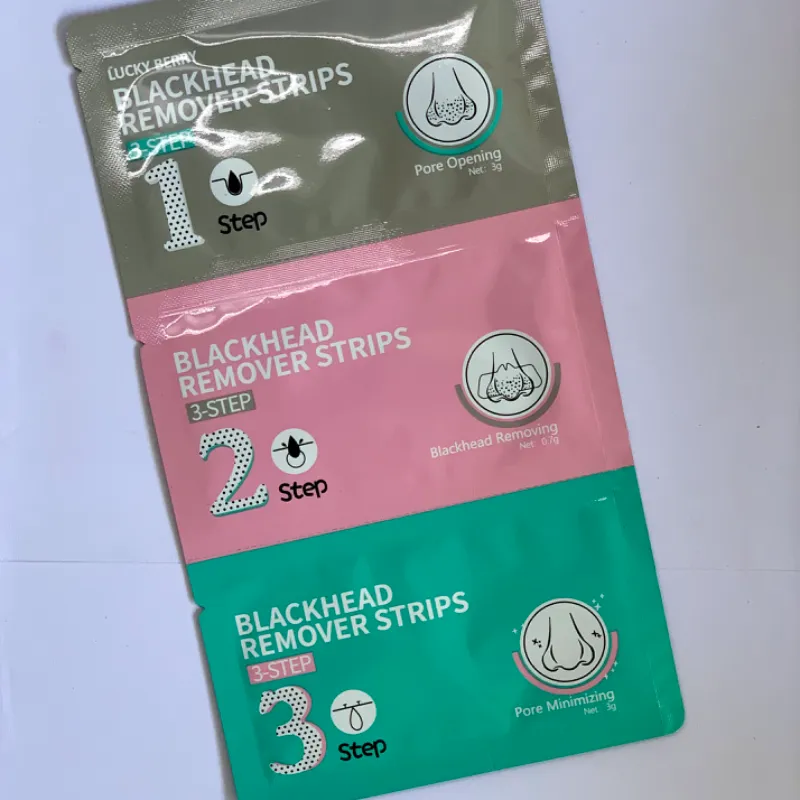 LUCKY BERRY
BLACKHEAD
REMOVER STRIPS
3-STEP
1 Step
Pore Opening
Net: 3g
BLACKHEAD
REMOVER STRIPS
3-STEP
2 Step
Blackhead Removing
Net: 0.7g
BLACKHEAD
REMOVER STRIPS
3-STEP
3 Step
Pore Minimizing
Net: 3g